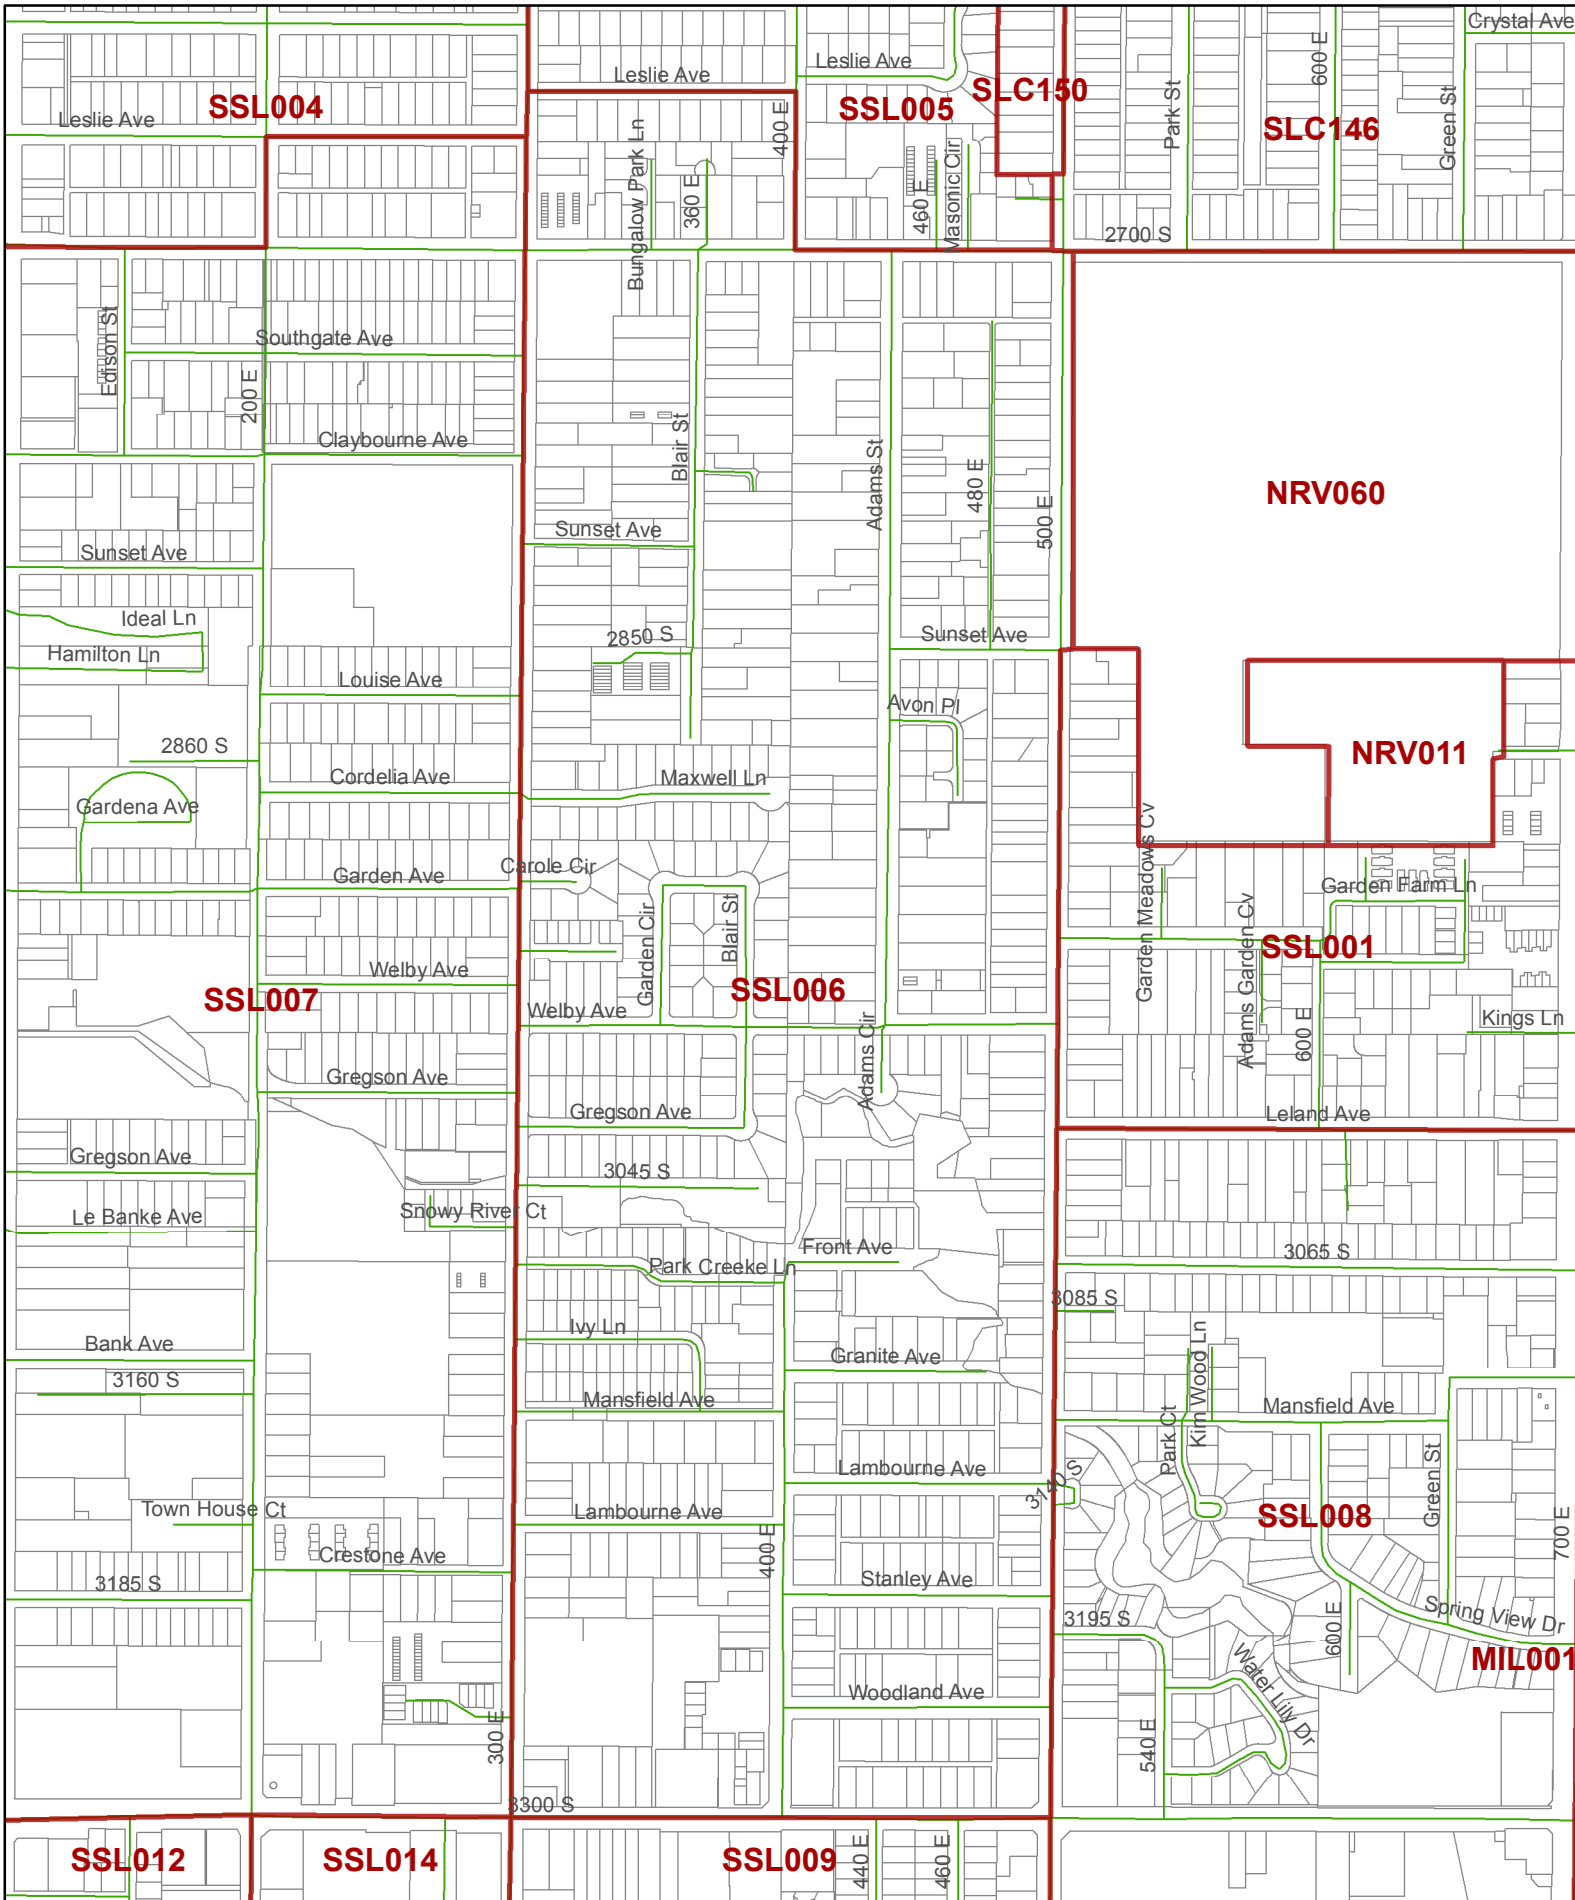 Crystal Ave
Leslie Ave
Leslie Ave
600 E
SLC150
SSL004
SSL005
Park St
SLC146
Green St
Leslie Ave
400 E
Bungalow Park Ln
360 E
460 E
Masonic Cir
2700 S
Edison St
Southgate Ave
200 E
Claybourne Ave
Blair St
Adams St
480 E
500 E
NRV060
Sunset Ave
Sunset Ave
Ideal Ln
2850 S
Sunset Ave
Hamilton Ln
Louise Ave
Avon Pl
2860 S
NRV011
Cordelia Ave
Maxwell Ln
Gardena Ave
Garden Meadows Cv
Carole Cir
Garden Ave
Garden Farm Ln
Garden Cir
Blair St
Adams Garden Cv
SSL001
Welby Ave
SSL007
SSL006
Welby Ave
Kings Ln
600 E
Adams Cir
Gregson Ave
Gregson Ave
Leland Ave
Gregson Ave
3045 S
Le Banke Ave
Snowy River Ct
Front Ave
3065 S
Park Creeke Ln
3085 S
Ivy Ln
Bank Ave
Granite Ave
Kim Wood Ln
3160 S
Mansfield Ave
Mansfield Ave
Park Ct
Lambourne Ave
3140 S
Green St
Town House Ct
Lambourne Ave
SSL008
700 E
400 E
Crestone Ave
3185 S
Stanley Ave
3195 S
Spring View Dr
600 E
MIL001
Water Lily Dr
Woodland Ave
300 E
540 E
3300 S
SSL012
SSL014
SSL009
440 E
460 E